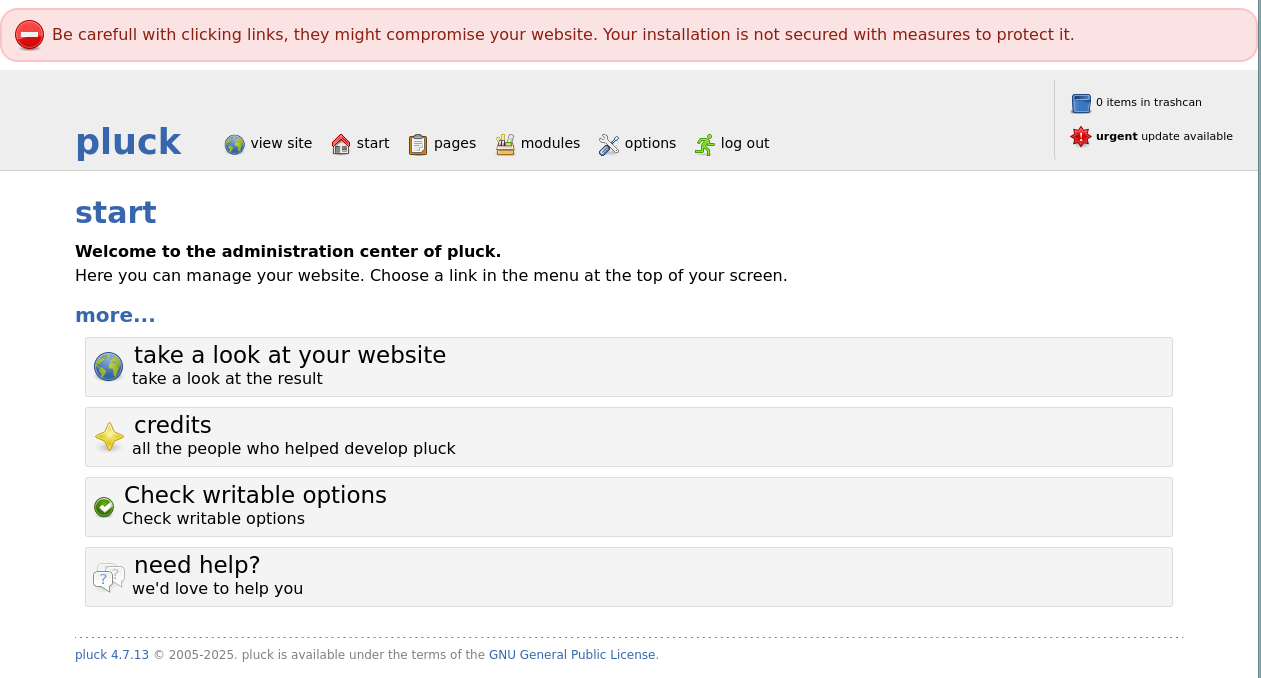 Be carefull with clicking links, they might compromise your website. Your installation is not secured with measures to protect it.
0 items in trashcan
urgent update available
pluck view site start pages modules options log out
start
Welcome to the administration center of pluck.
Here you can manage your website. Choose a link in the menu at the top of your screen.
more...
take a look at your website
take a look at the result
credits
all the people who helped develop pluck
Check writable options
Check writable options
need help?
we'd love to help you
pluck 4.7.13 © 2005-2025. pluck is available under the terms of the GNU General Public License.